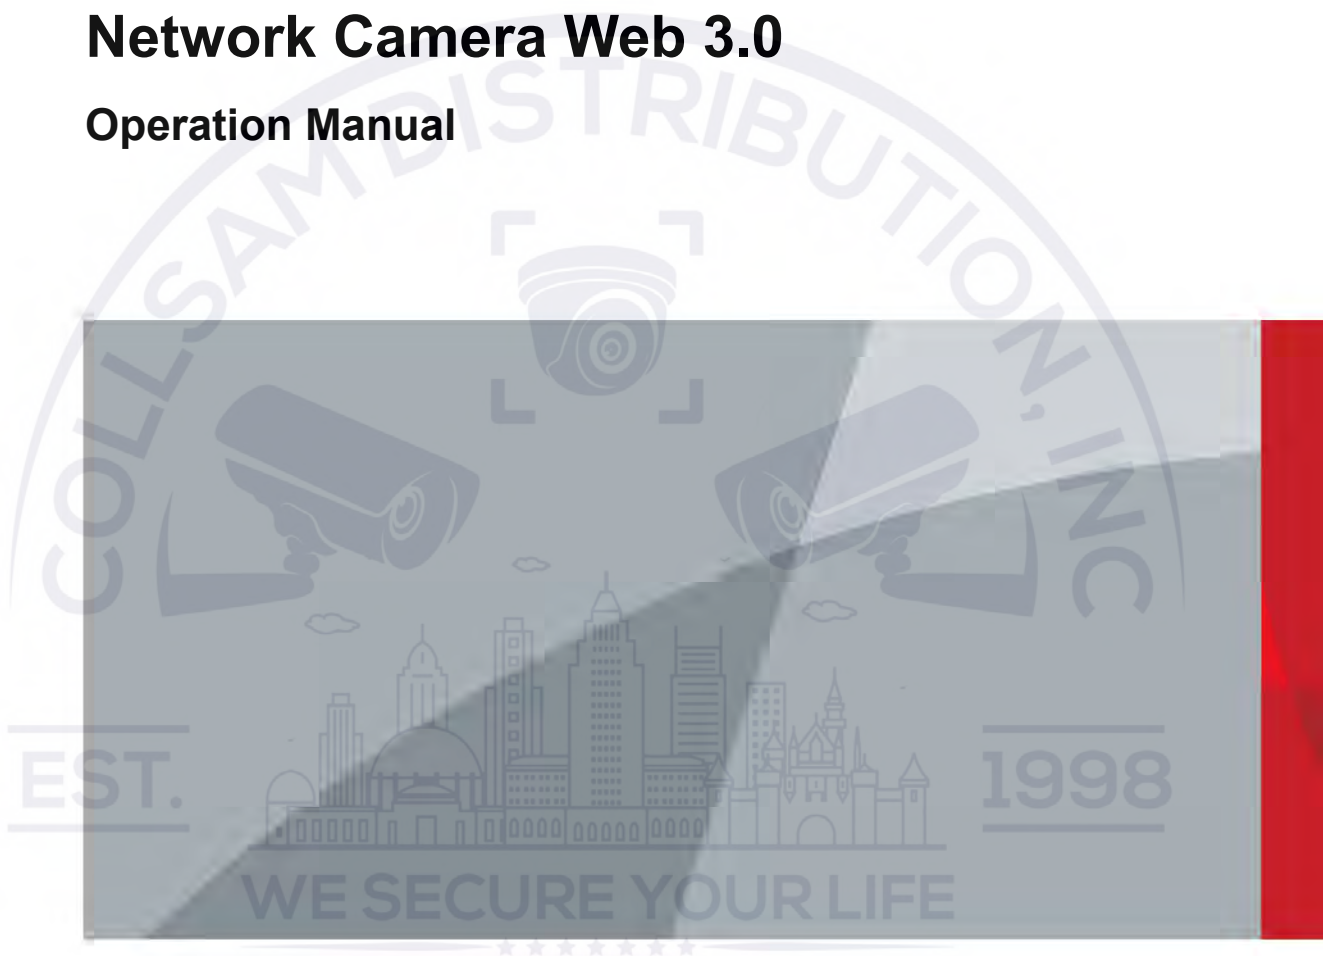 Network Camera Web 3.0
Operation Manual
COLLSAM DISTRIBUTION, INC
EST.
1998
WE SECURE YOUR LIFE